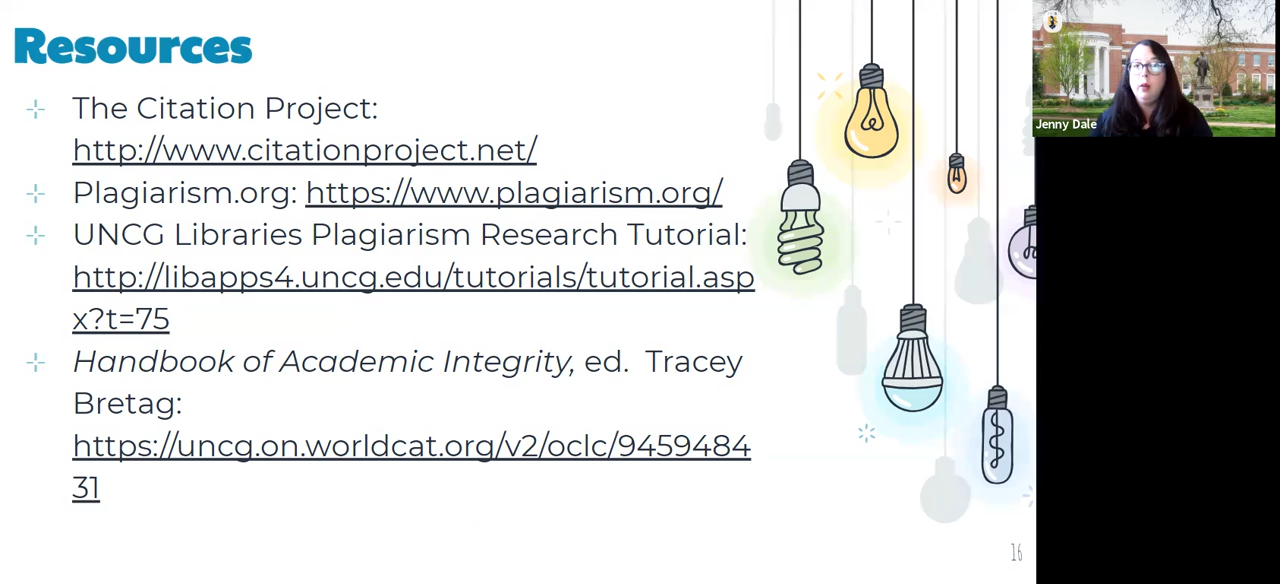 Resources
The Citation Project:
http://www.citationproject.net/
Plagiarism.org: https://www.plagiarism.org/
UNCG Libraries Plagiarism Research Tutorial:
http://libapps4.uncg.edu/tutorials/tutorial.asp
x?t=75
Handbook of Academic Integrity, ed. Tracey
Bretag:
https://uncg.on.worldcat.org/v2/oclc/9459484
31
16
Jenny Dale